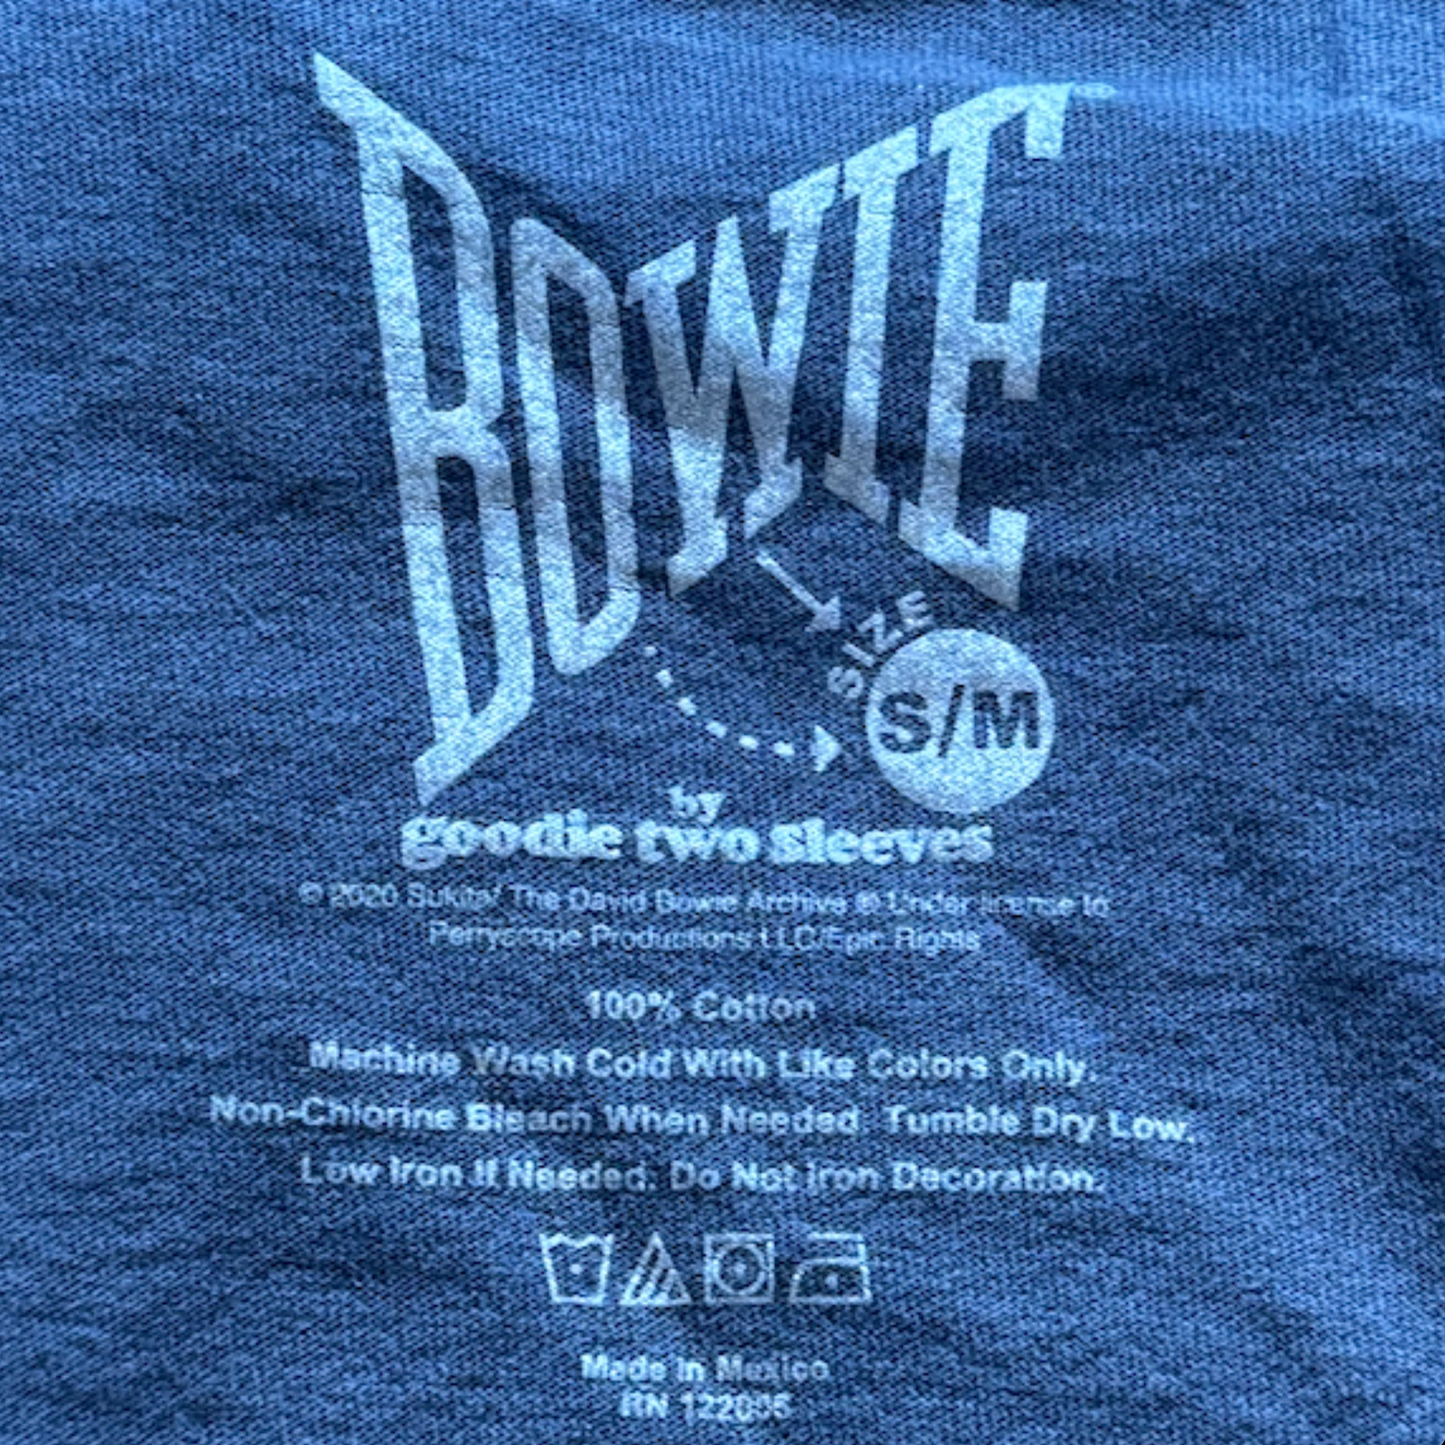 BOWIE
SIZE
S/M
by
goodie two sleeves
© 2020 Sukita/ The David Bowie Archive ® Under license to
Perryscope Productions LLC/Epic Rights
100% Cotton
Machine Wash Cold With Like Colors Only.
Non-Chlorine Bleach When Needed. Tumble Dry Low.
Low Iron If Needed. Do Not Iron Decoration.
Made In Mexico
RN